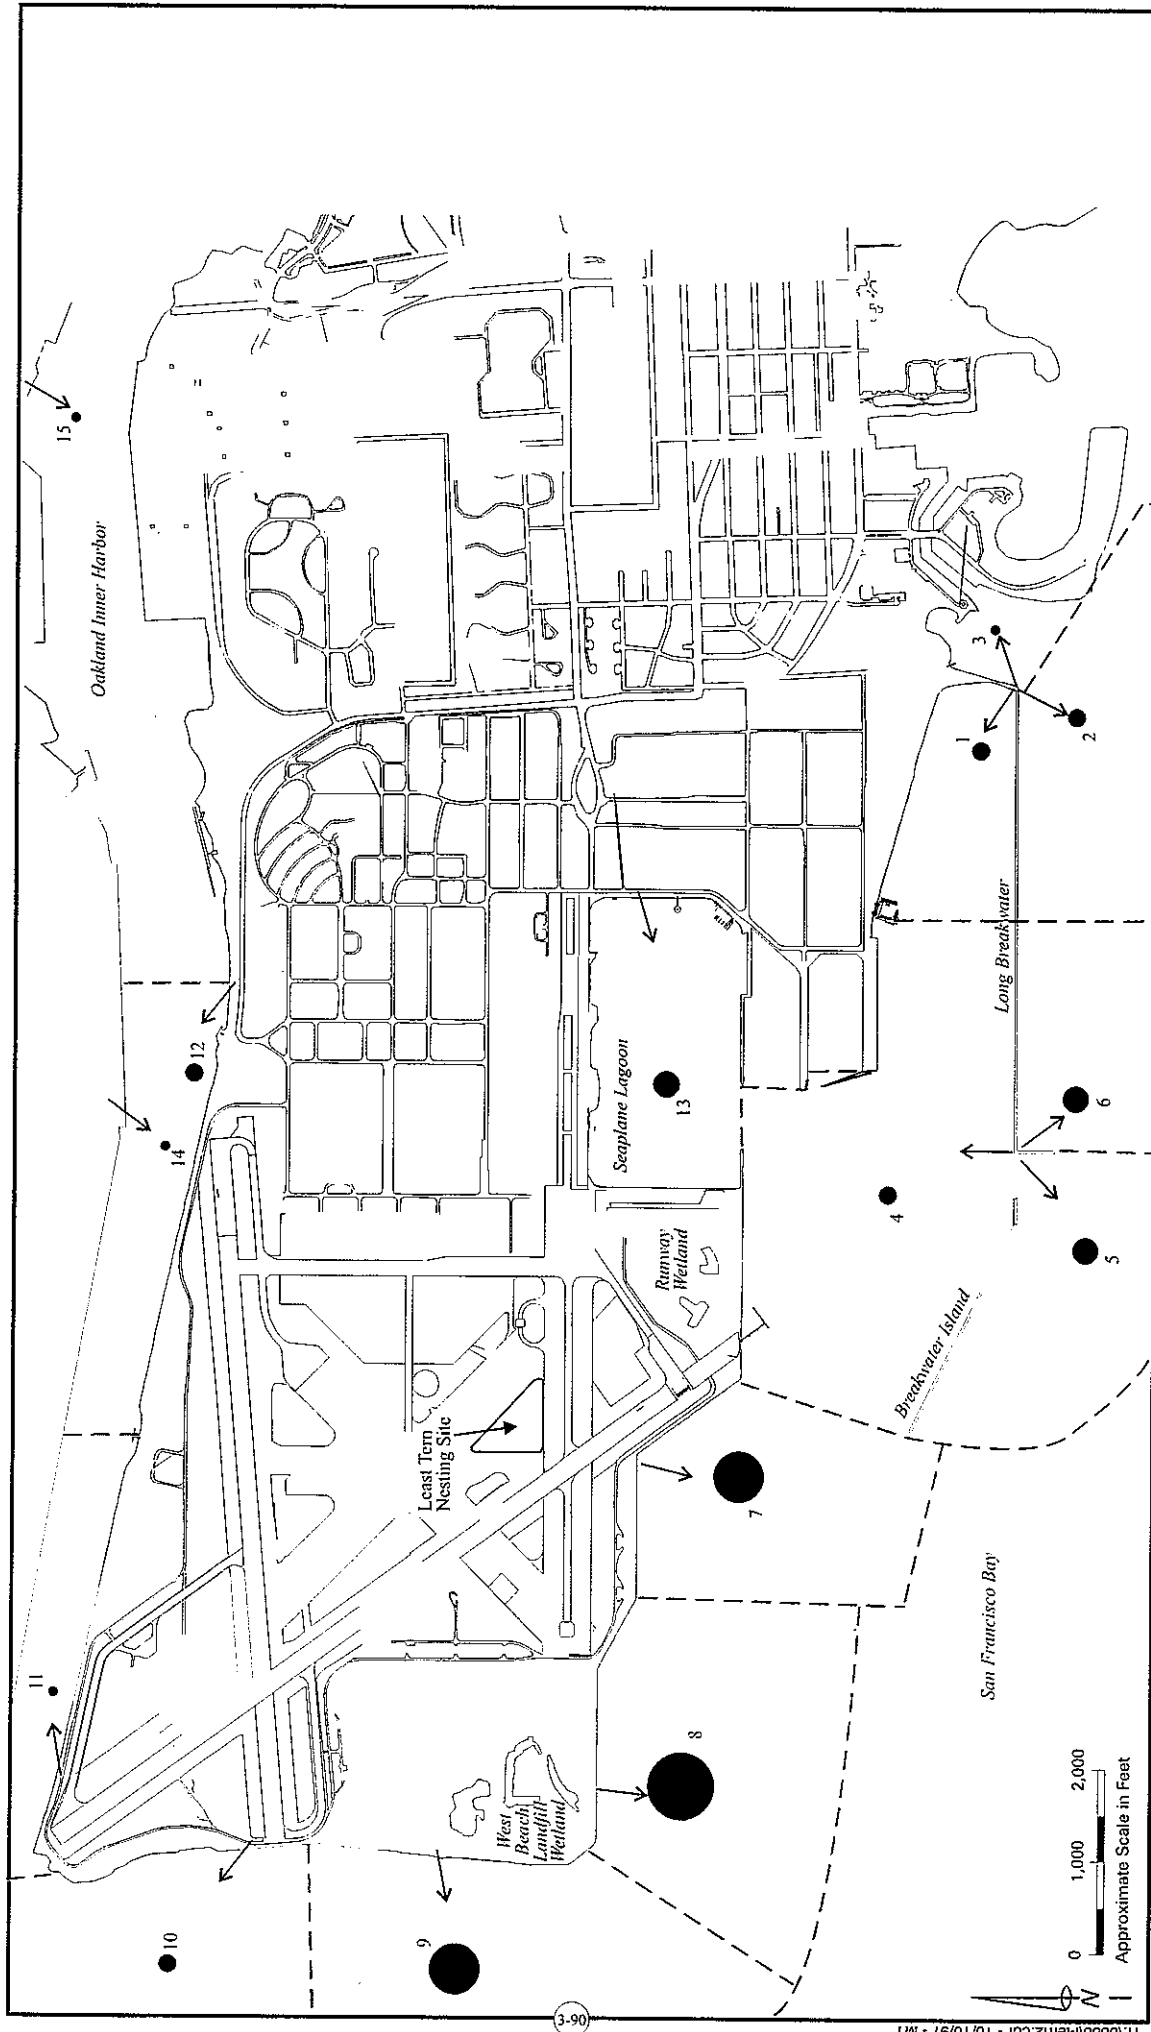 Oakland Inner Harbor
15
12
14
11
10
9
8
7
13
Seaplane Lagoon
Runway
Wetland
Least Tern
Nesting Site
West
Beach
Landfill
Wetland
1
2
3
4
5
6
Long Breakwater
Breakwater Island
San Francisco Bay
0 1,000 2,000
Approximate Scale in Feet
N
3-90